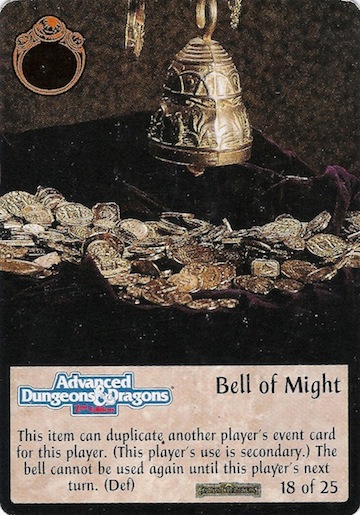 Advanced
Dungeons & Dragons
2nd Edition
Bell of Might
This item can duplicate another player's event card
for this player. (This player's use is secondary.) The
bell cannot be used again until this player's next
turn. (Def)
Forgotten Realms
18 of 25